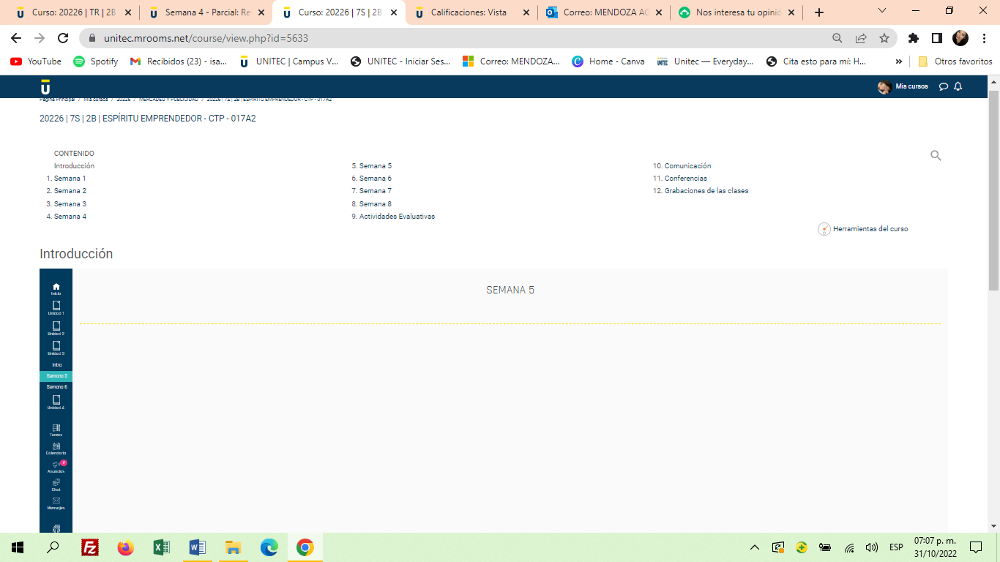 Curso: 20226 | TR | 2B
Semana 4 - Parcial: Re
Curso: 20226 | 7S | 2B
Calificaciones: Vista
Correo: MENDOZA AG
Nos interesa tu opinió
unitec.mrooms.net/course/view.php?id=5633
YouTube
Spotify
Recibidos (23) - isa...
UNITEC | Campus V...
UNITEC - Iniciar Ses...
Correo: MENDOZA...
Home - Canva
Unitec — Everyday...
Cita esto para mí: H...
»
Otros favoritos
Mis cursos
Página Principal / Mis cursos / 20226 / MERCADEO Y PUBLICIDAD / 20226 | 7S | 2B | ESPÍRITU EMPRENDEDOR - CTP - 017A2
20226 | 7S | 2B | ESPÍRITU EMPRENDEDOR - CTP - 017A2
CONTENIDO
Introducción
1. Semana 1
2. Semana 2
3. Semana 3
4. Semana 4
5. Semana 5
6. Semana 6
7. Semana 7
8. Semana 8
9. Actividades Evaluativas
10. Comunicación
11. Conferencias
12. Grabaciones de las clases
Herramientas del curso
Introducción
Inicio
Unidad 1
Unidad 2
Unidad 3
Intro
Semana 5
Semana 6
Unidad 4
Tareas
Calendario
Anuncios
Chat
Mensajes
SEMANA 5
ESP
07:07 p. m.
31/10/2022